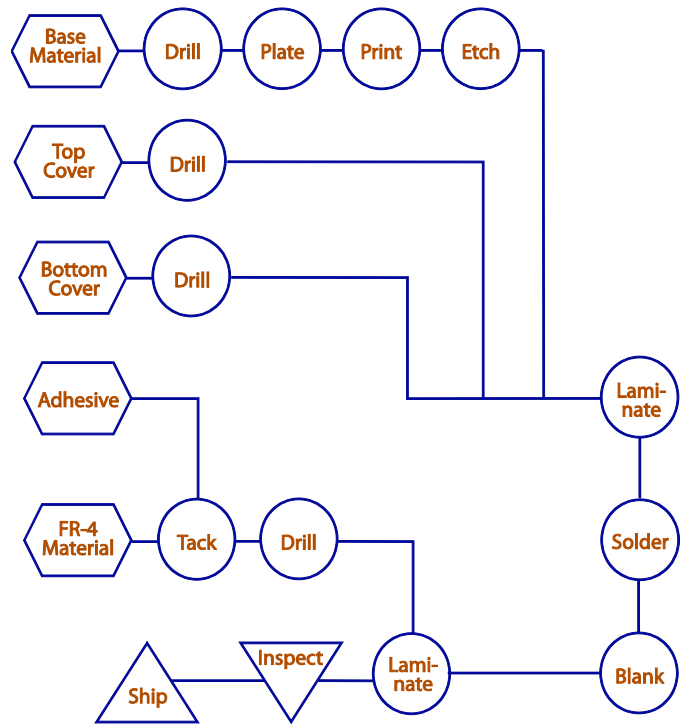 Base
Material
Drill
Plate
Print
Etch
Top
Cover
Drill
Bottom
Cover
Drill
Adhesive
Lami-
nate
FR-4
Material
Tack
Drill
Solder
Ship
Inspect
Lami-
nate
Blank